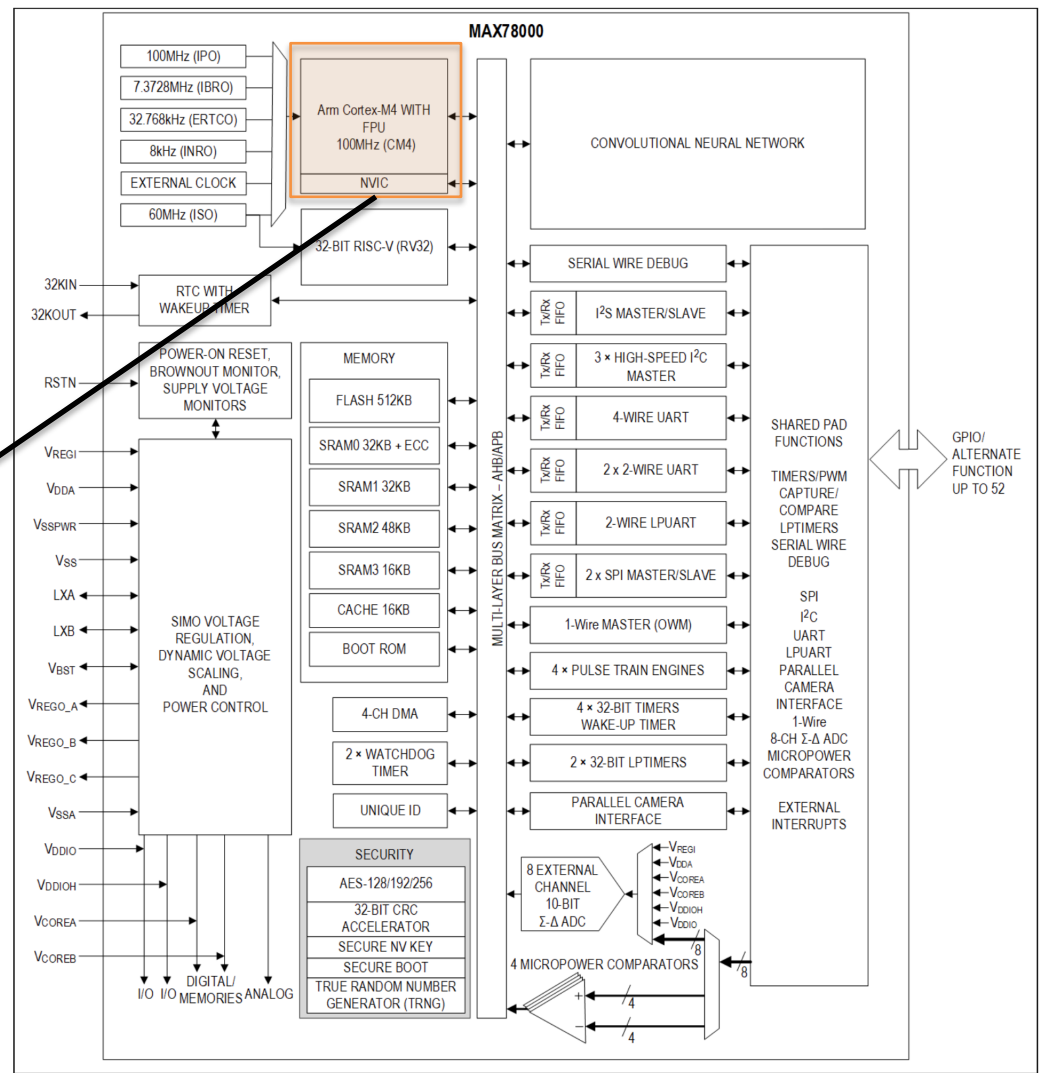 MAX78000
100MHz (IPO)
7.3728MHz (IBRO)
32.768kHz (ERTCO)
8kHz (INRO)
EXTERNAL CLOCK
60MHz (ISO)
Arm Cortex-M4 WITH
FPU
100MHz (CM4)
NVIC
32-BIT RISC-V (RV32)
CONVOLUTIONAL NEURAL NETWORK
32KIN
32KOUT
RTC WITH
WAKEUP TIMER
RSTN
POWER-ON RESET,
BROWNOUT MONITOR,
SUPPLY VOLTAGE
MONITORS
VREGI
VDDA
VSSPWR
VSS
LXA
LXB
VBST
VREGO_A
VREGO_B
VREGO_C
VSSA
VDDIO
VDDIOH
VCOREA
VCOREB
SIMO VOLTAGE
REGULATION,
DYNAMIC VOLTAGE
SCALING,
AND
POWER CONTROL
I/O
I/O
DIGITAL/
MEMORIES
ANALOG
MEMORY
FLASH 512KB
SRAM0 32KB + ECC
SRAM1 32KB
SRAM2 48KB
SRAM3 16KB
CACHE 16KB
BOOT ROM
4-CH DMA
2 × WATCHDOG
TIMER
UNIQUE ID
SECURITY
AES-128/192/256
32-BIT CRC
ACCELERATOR
SECURE NV KEY
SECURE BOOT
TRUE RANDOM NUMBER
GENERATOR (TRNG)
MULTI-LAYER BUS MATRIX – AHB/APB
SERIAL WIRE DEBUG
Tx/Rx
FIFO
I2S MASTER/SLAVE
Tx/Rx
FIFO
3 × HIGH-SPEED I2C
MASTER
Tx/Rx
FIFO
4-WIRE UART
Tx/Rx
FIFO
2 x 2-WIRE UART
Tx/Rx
FIFO
2-WIRE LPUART
Tx/Rx
FIFO
2 x SPI MASTER/SLAVE
1-Wire MASTER (OWM)
4 × PULSE TRAIN ENGINES
4 × 32-BIT TIMERS
WAKE-UP TIMER
2 × 32-BIT LPTIMERS
PARALLEL CAMERA
INTERFACE
8 EXTERNAL
CHANNEL
10-BIT
Σ-Δ ADC
VREGI
VDDA
VCOREA
VCOREB
VDDIOH
VDDIO
8
8
4 MICROPOWER COMPARATORS
+
4
−
4
SHARED PAD
FUNCTIONS
TIMERS/PWM
CAPTURE/
COMPARE
LPTIMERS
SERIAL WIRE
DEBUG
SPI
I2C
UART
LPUART
PARALLEL
CAMERA
INTERFACE
1-Wire
8-CH Σ-Δ ADC
MICROPOWER
COMPARATORS
EXTERNAL
INTERRUPTS
GPIO/
ALTERNATE
FUNCTION
UP TO 52